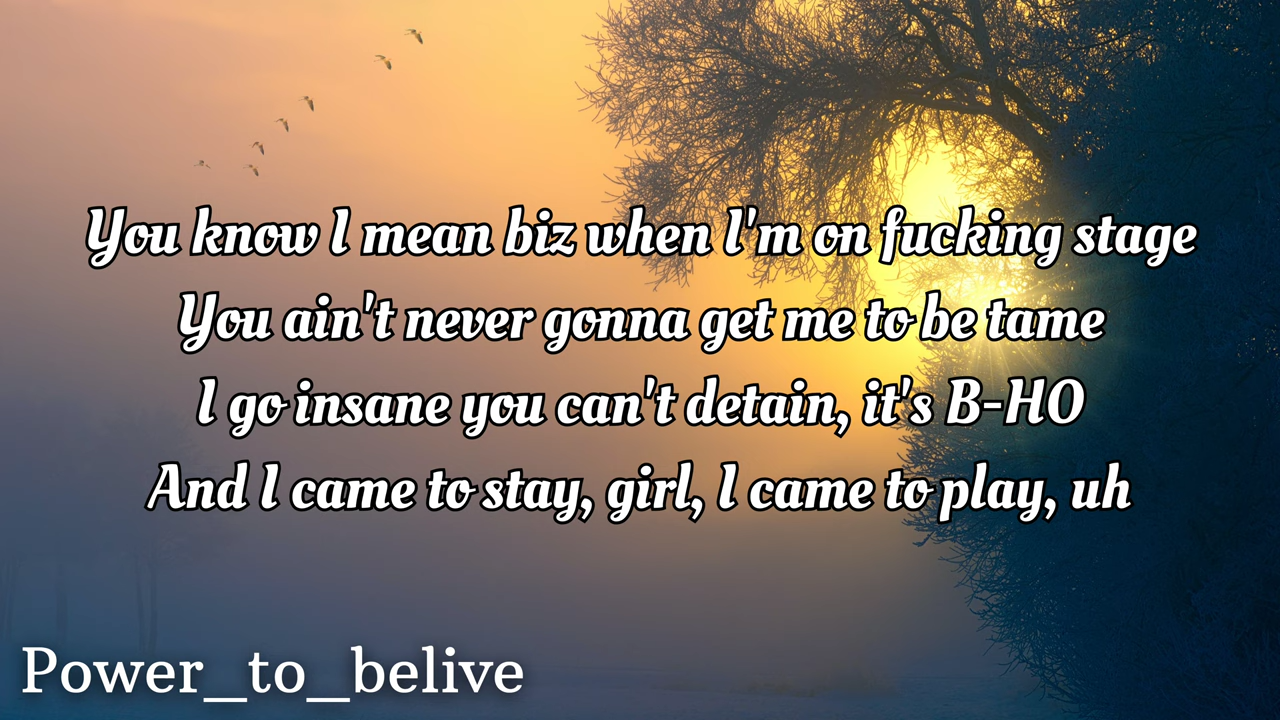 You know I mean biz when I'm on fucking stage
You ain't never gonna get me to be tame
I go insane you can't detain, it's B-HO
And I came to stay, girl, I came to play, uh
Power_to_belive